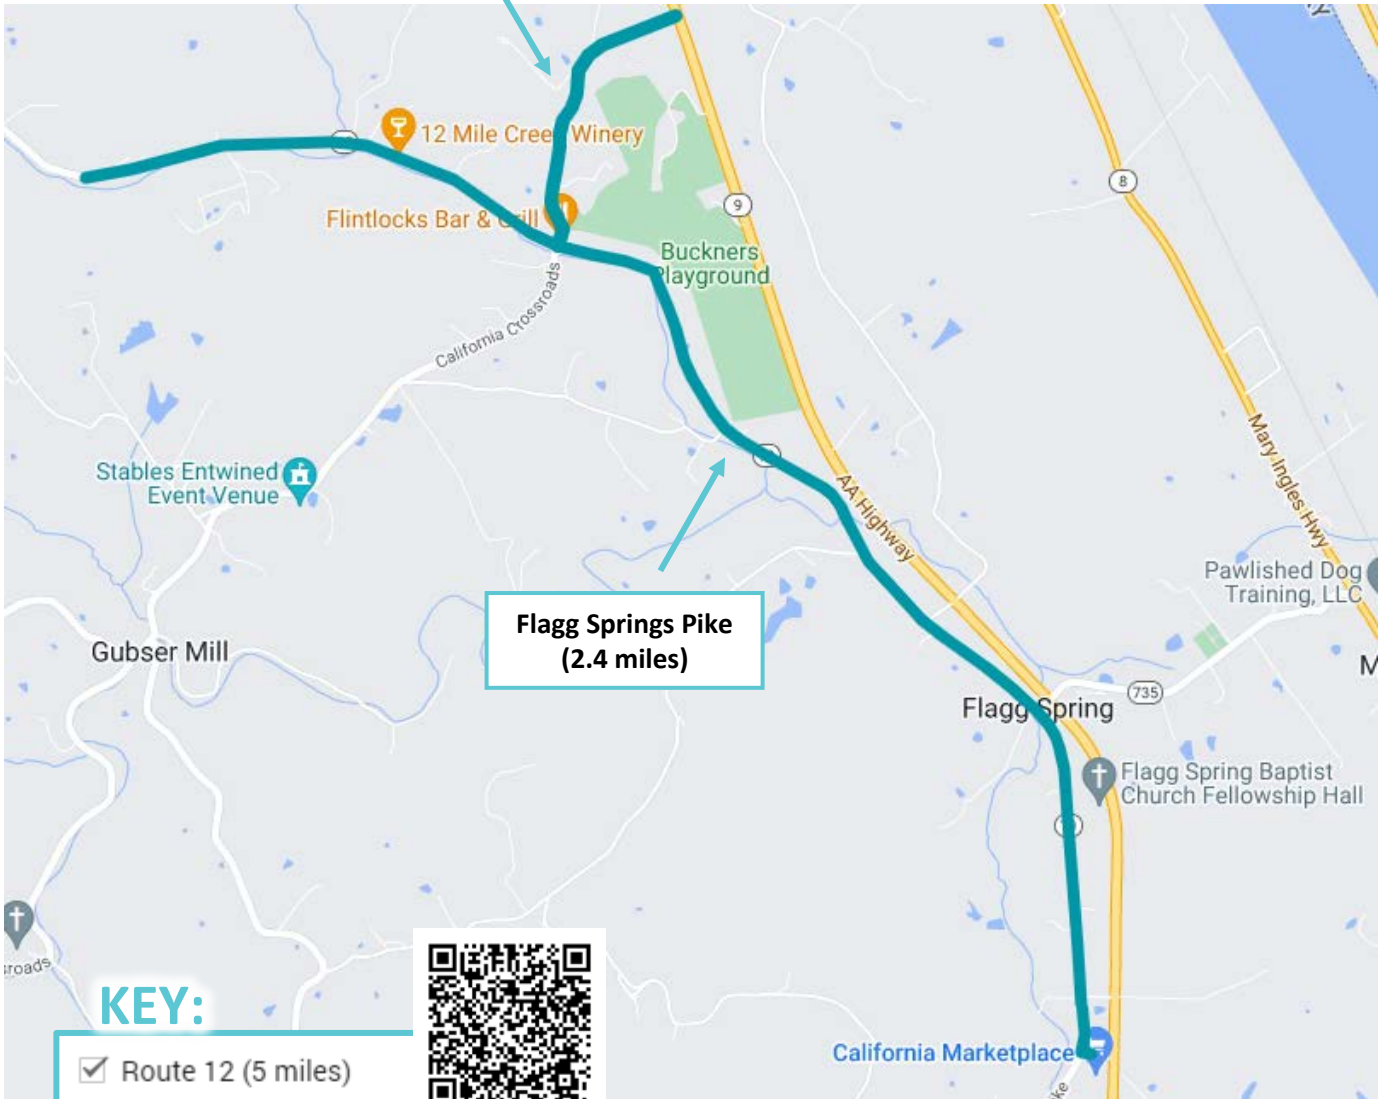 12 Mile Creek Winery
Flintlocks Bar & Grill
9
8
Buckners
Playground
California Crossroads
Stables Entwined
Event Venue
AA Highway
Mary Ingles Hwy
Pawlished Dog
Training, LLC
Flagg Springs Pike
(2.4 miles)
Gubser Mill
M
735
Flagg Spring
Flagg Spring Baptist
Church Fellowship Hall
sroads
KEY:
Route 12 (5 miles)
California Marketplace
ke